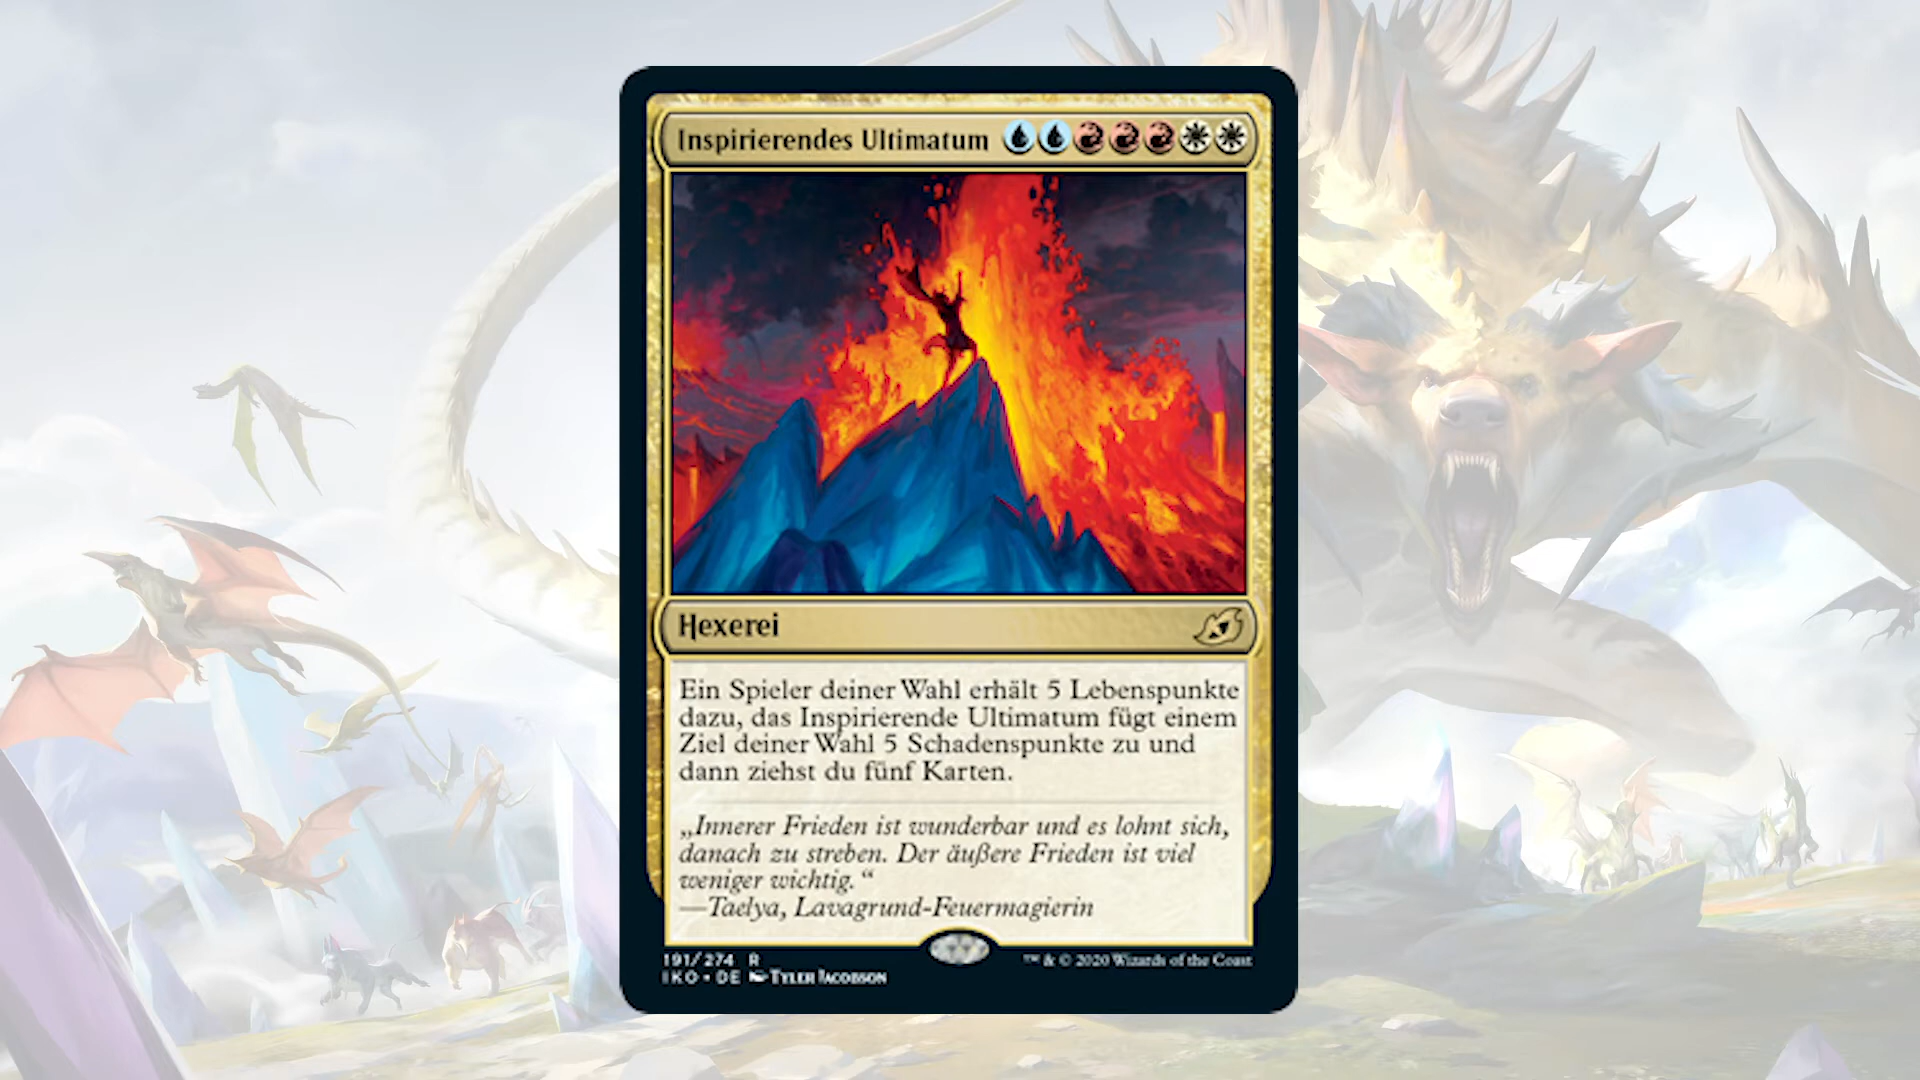 Inspirierendes Ultimatum
Hexerei
Ein Spieler deiner Wahl erhält 5 Lebenspunkte
dazu, das Inspirierende Ultimatum fügt einem
Ziel deiner Wahl 5 Schadenspunkte zu und
dann ziehst du fünf Karten.
„Innerer Frieden ist wunderbar und es lohnt sich,
danach zu streben. Der äußere Frieden ist viel
weniger wichtig.“
—Taelya, Lavagrund-Feuermagierin
191/274 R
™ & © 2020 Wizards of the Coast
IKO • DE Tyler Jacobson